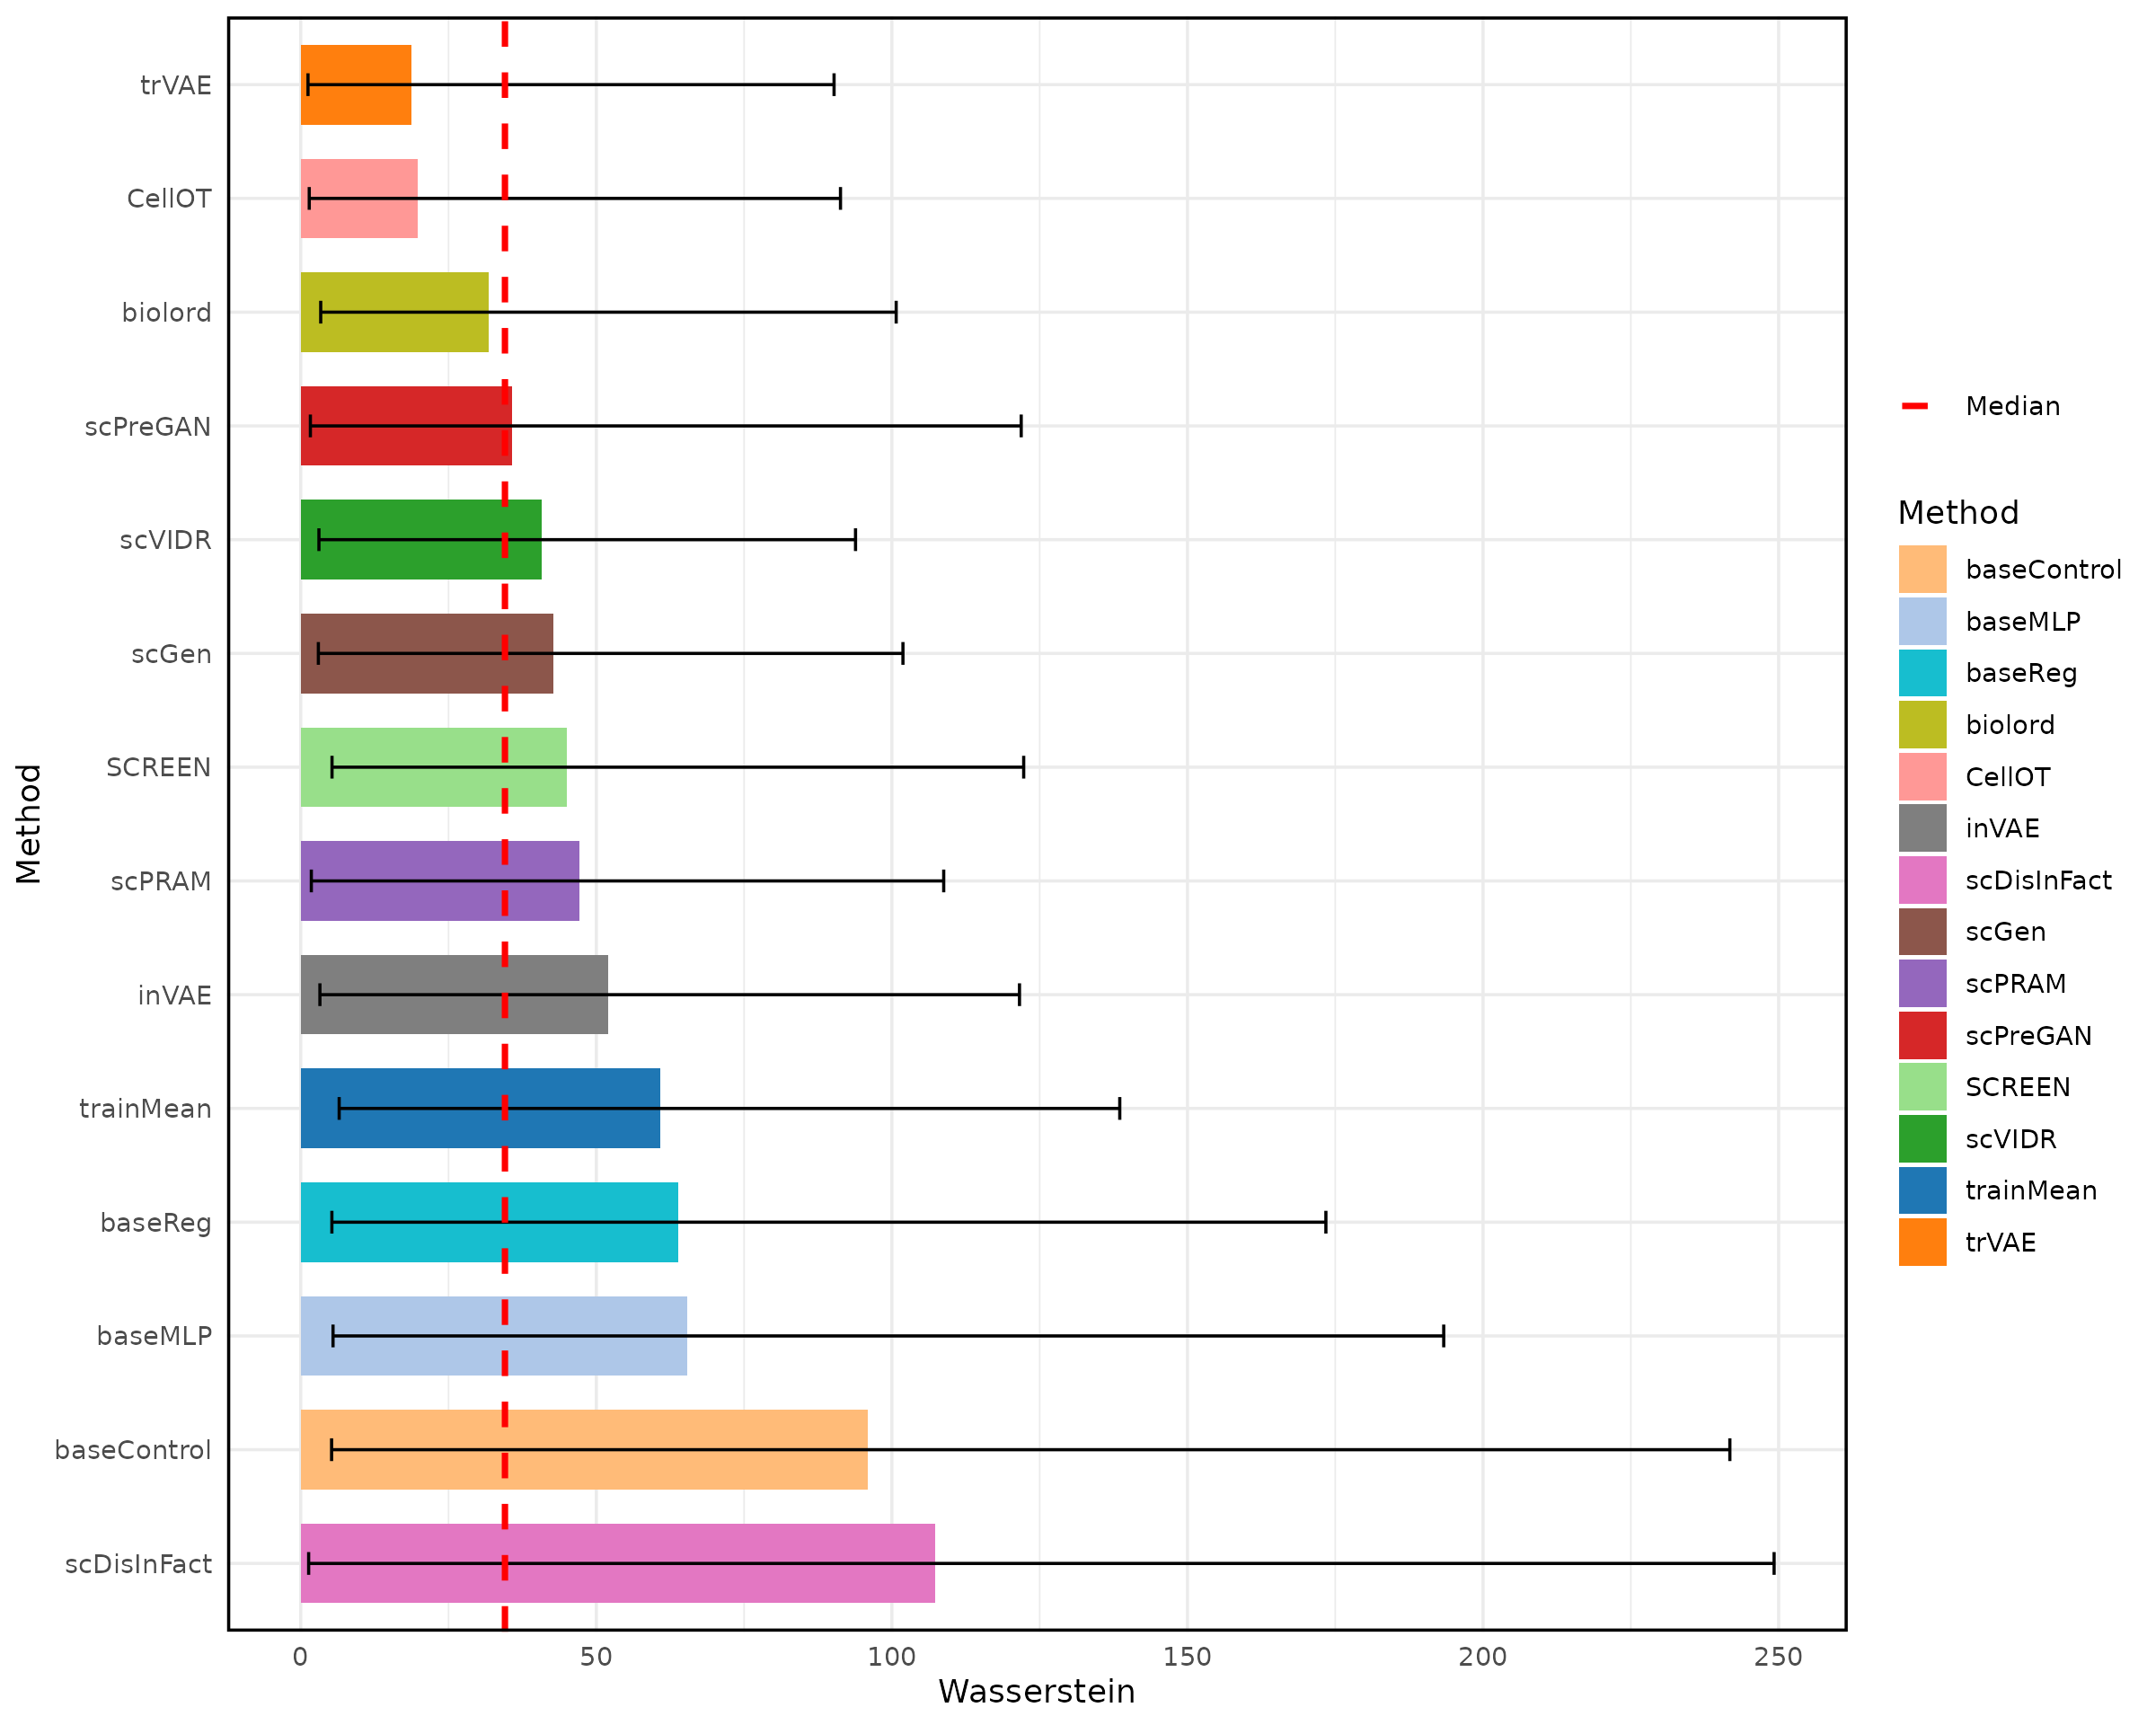 Method
trVAE
CellOT
biolord
scPreGAN
scVIDR
scGen
SCREEN
scPRAM
inVAE
trainMean
baseReg
baseMLP
baseControl
scDisInFact
0 50 100 150 200 250
Wasserstein
Median
Method
baseControl
baseMLP
baseReg
biolord
CellOT
inVAE
scDisInFact
scGen
scPRAM
scPreGAN
SCREEN
scVIDR
trainMean
trVAE